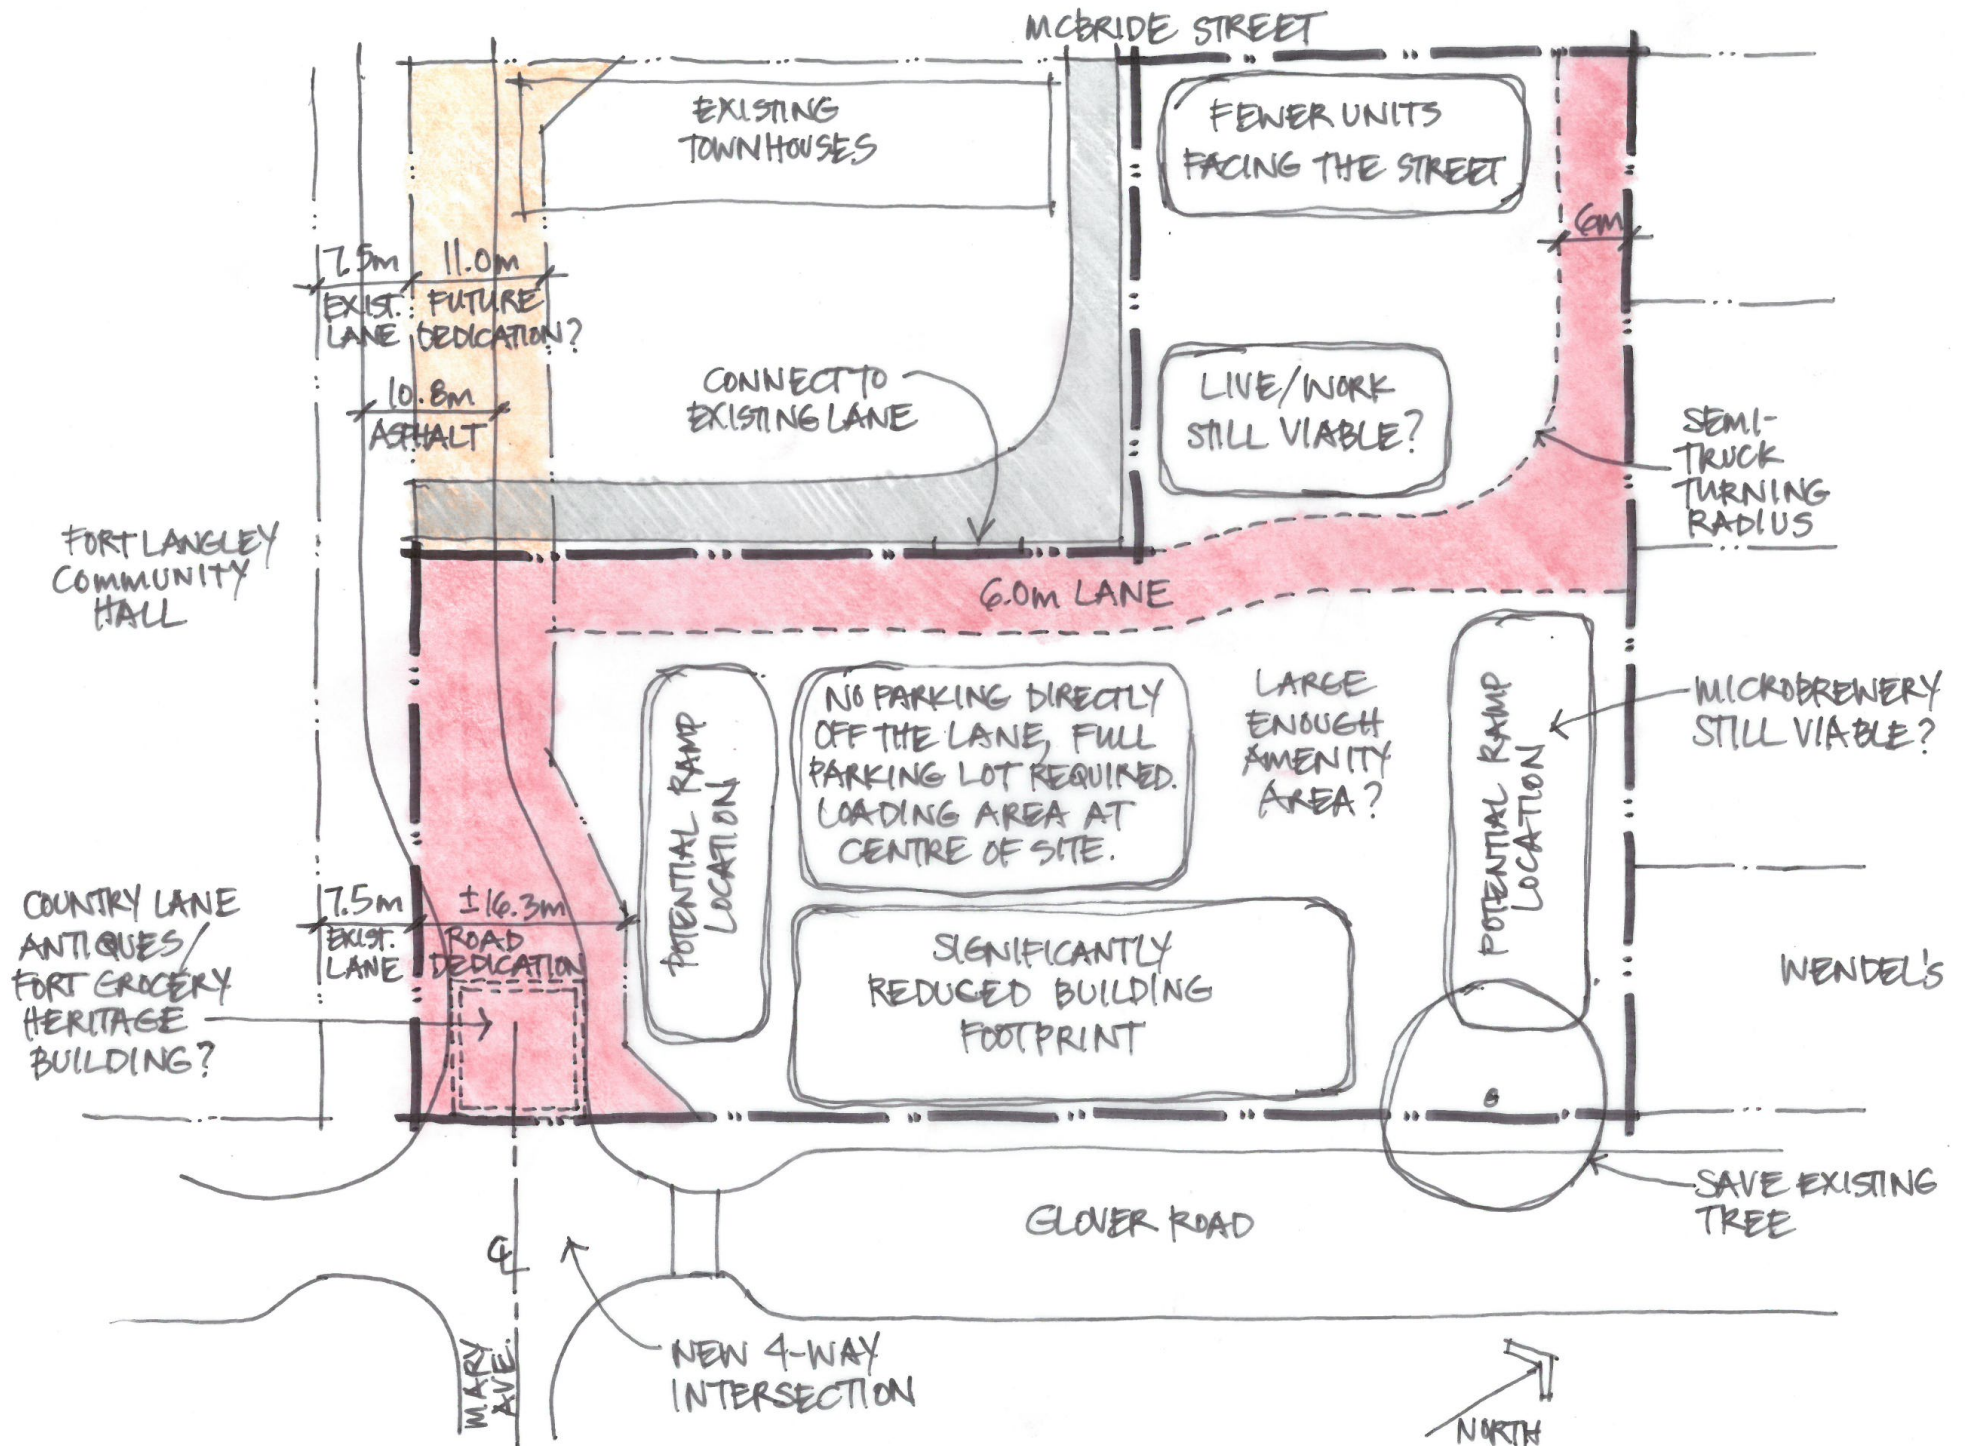 MCBRIDE STREET
EXISTING
TOWNHOUSES
FEWER UNITS
FACING THE STREET
6m
7.5m
EXIST.
LANE
11.0m
FUTURE
DEDICATION?
10.8m
ASPHALT
CONNECT TO
EXISTING LANE
LIVE/WORK
STILL VIABLE?
SEMI-
TRUCK
TURNING
RADIUS
FORT LANGLEY
COMMUNITY
HALL
6.0m LANE
POTENTIAL RAMP
LOCATION
NO PARKING DIRECTLY
OFF THE LANE, FULL
PARKING LOT REQUIRED.
LOADING AREA AT
CENTRE OF SITE.
LARGE
ENOUGH
AMENITY
AREA?
POTENTIAL RAMP
LOCATION
MICROBREWERY
STILL VIABLE?
COUNTRY LANE
ANTIQUES/
FORT GROCERY
HERITAGE
BUILDING?
7.5m
EXIST.
LANE
±16.3m
ROAD
DEDICATION
SIGNIFICANTLY
REDUCED BUILDING
FOOTPRINT
WENDEL'S
SAVE EXISTING
TREE
GLOVER ROAD
℄
MARY
AVE.
NEW 4-WAY
INTERSECTION
NORTH